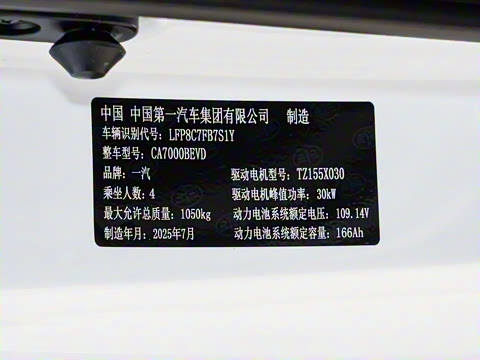 中国 中国第一汽车集团有限公司 制造
车辆识别代号: LFP8C7FB7S1Y
整车型号: CA7000BEVD
品牌: 一汽 驱动电机型号: TZ155X030
乘坐人数: 4 驱动电机峰值功率: 30kW
最大允许总质量: 1050kg 动力电池系统额定电压: 109.14V
制造年月: 2025年7月 动力电池系统额定容量: 166Ah